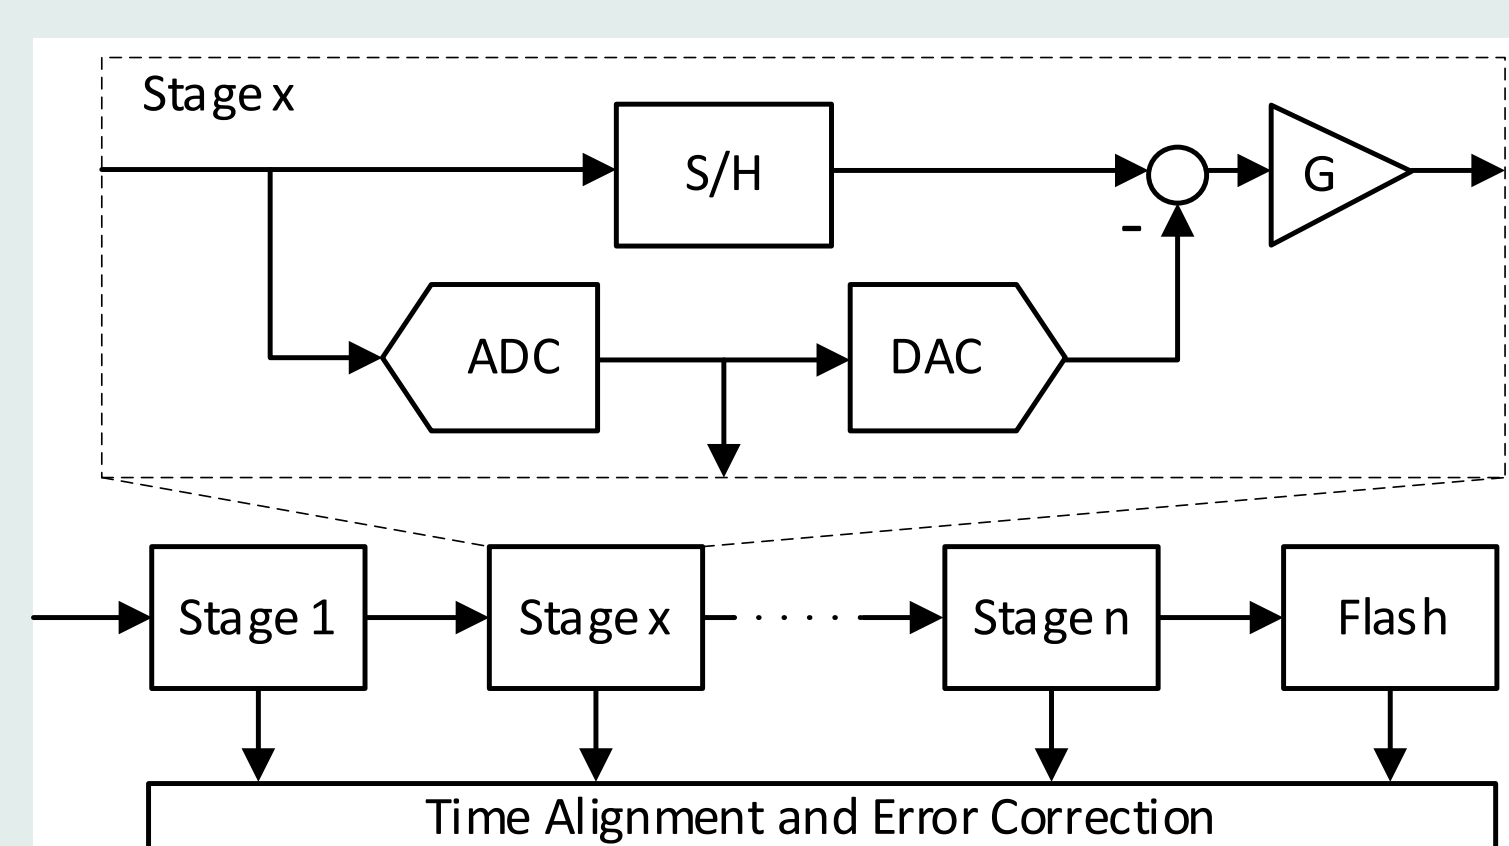 Stage x
S/H
G
-
ADC
DAC
Stage 1
Stage x
. . . . .
Stage n
Flash
Time Alignment and Error Correction